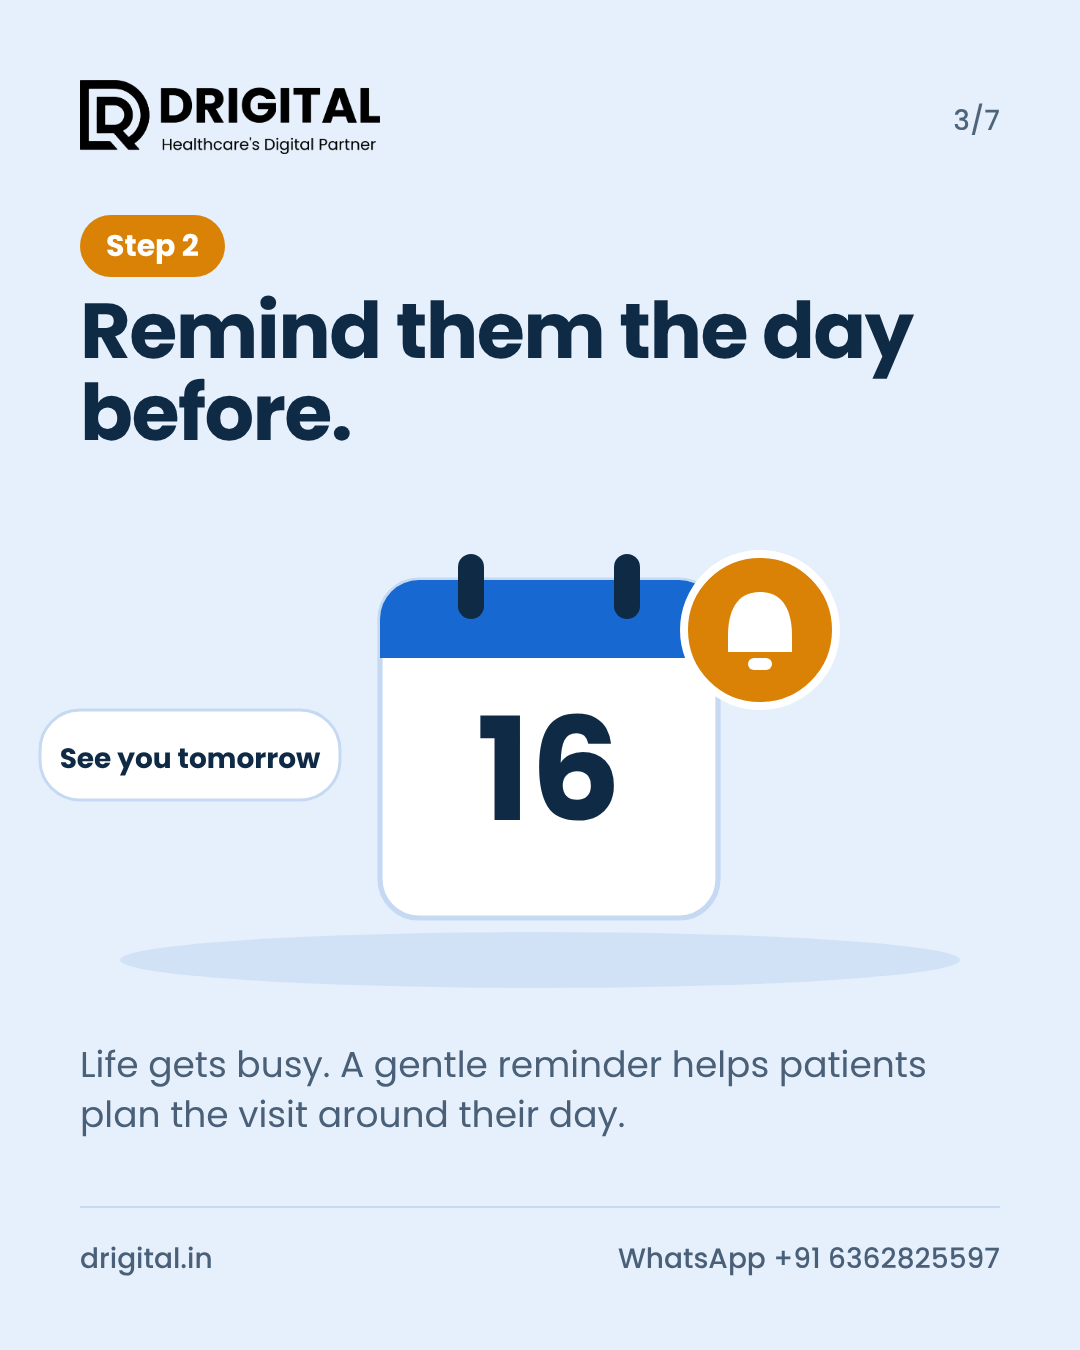 DRIGITAL
Healthcare's Digital Partner
3/7
Step 2
Remind them the day
before.
16
See you tomorrow
Life gets busy. A gentle reminder helps patients
plan the visit around their day.
drigital.in
WhatsApp +91 6362825597